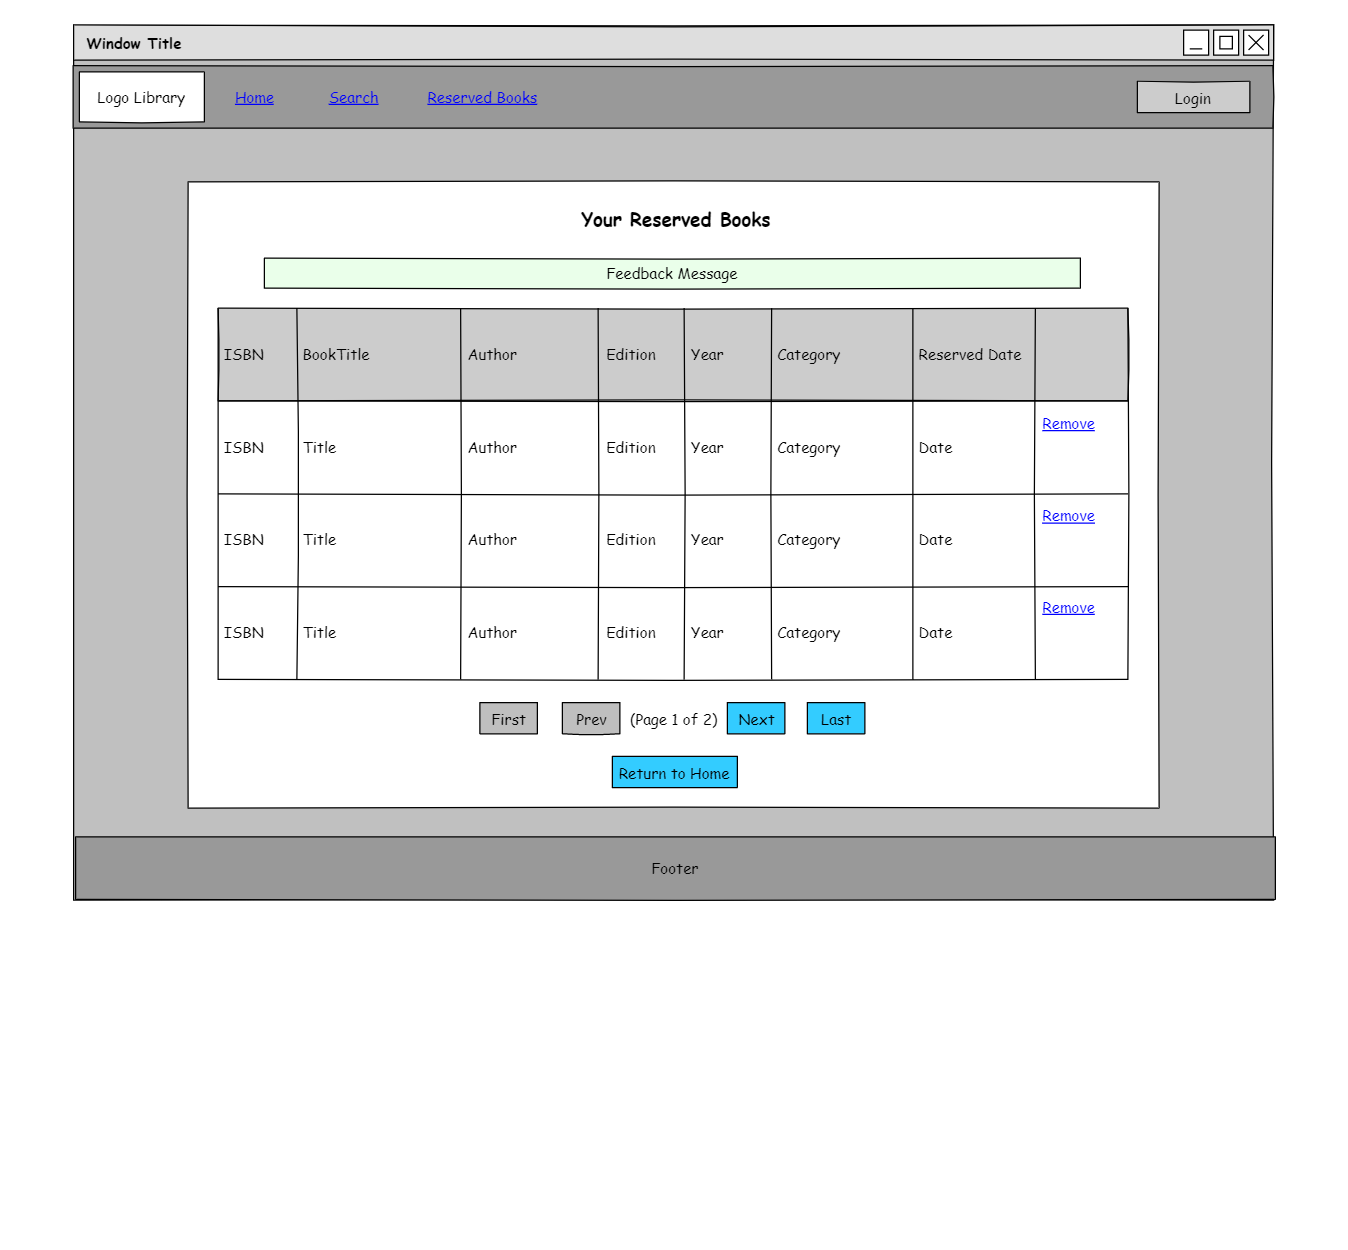 Window Title
Logo Library Home Search Reserved Books Login
Your Reserved Books
Feedback Message
ISBN BookTitle Author Edition Year Category Reserved Date
ISBN Title Author Edition Year Category Date Remove
ISBN Title Author Edition Year Category Date Remove
ISBN Title Author Edition Year Category Date Remove
First Prev (Page 1 of 2) Next Last
Return to Home
Footer